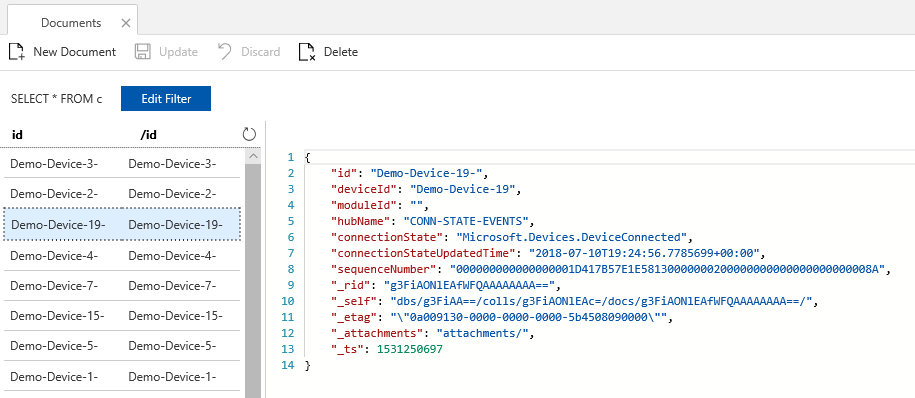 Documents
New Document Update Discard Delete
SELECT * FROM c Edit Filter
id /id
Demo-Device-3- Demo-Device-3-
Demo-Device-2- Demo-Device-2-
Demo-Device-19- Demo-Device-19-
Demo-Device-4- Demo-Device-4-
Demo-Device-7- Demo-Device-7-
Demo-Device-15- Demo-Device-15-
Demo-Device-5- Demo-Device-5-
Demo-Device-1- Demo-Device-1-
1 {
2 "id": "Demo-Device-19-",
3 "deviceId": "Demo-Device-19",
4 "moduleId": "",
5 "hubName": "CONN-STATE-EVENTS",
6 "connectionState": "Microsoft.Devices.DeviceConnected",
7 "connectionStateUpdatedTime": "2018-07-10T19:24:56.7785699+00:00",
8 "sequenceNumber": "000000000000000001D417B57E1E58130000000200000000000000000000008A",
9 "_rid": "g3FiAONlEAfWFQAAAAAAAA==",
10 "_self": "dbs/g3FiAA==/colls/g3FiAONlEAc=/docs/g3FiAONlEAfWFQAAAAAAAA==/",
11 "_etag": "\"0a009130-0000-0000-0000-5b4508090000\"",
12 "_attachments": "attachments/",
13 "_ts": 1531250697
14 }